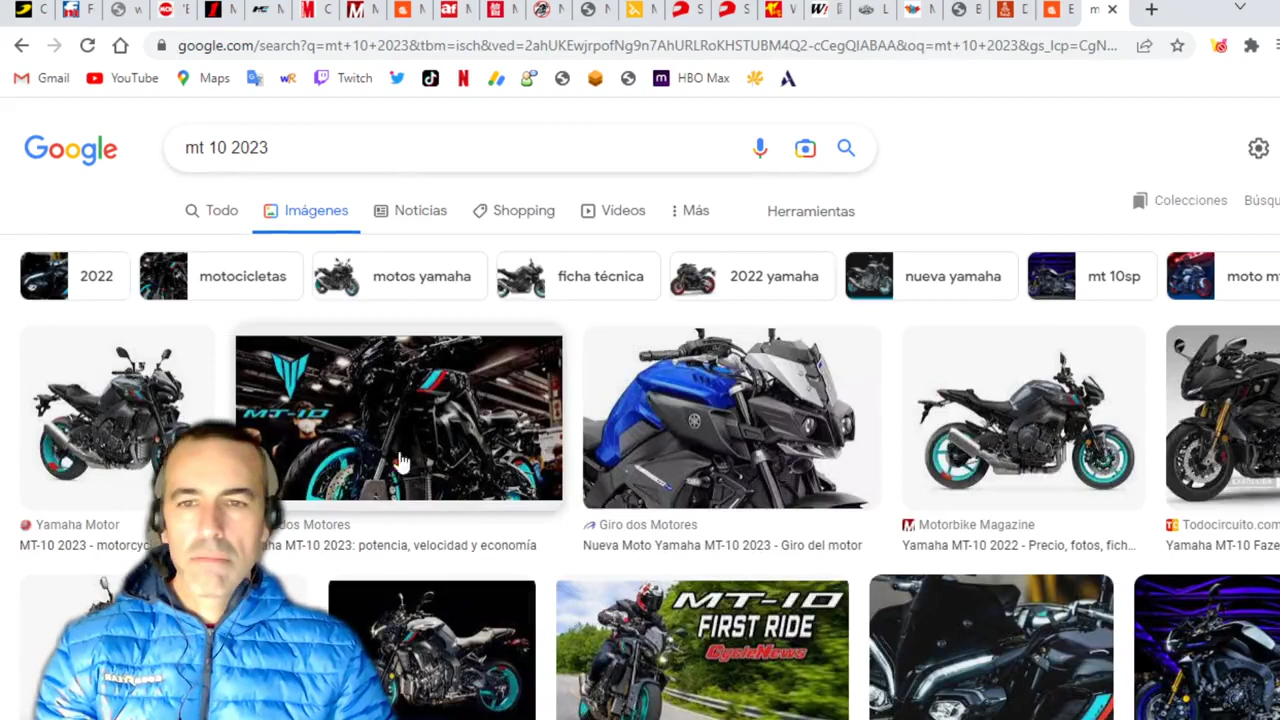 google.com/search?q=mt+10+2023&tbm=isch&ved=2ahUKEwjrpofNg9n7AhURLRoKHSTUBM4Q2-cCegQIABAA&oq=mt+10+2023&gs_lcp=CgN...
Gmail YouTube Maps Twitch HBO Max
Google
mt 10 2023
Todo Imágenes Noticias Shopping Videos Más Herramientas
Colecciones Búsqu
2022 motocicletas motos yamaha ficha técnica 2022 yamaha nueva yamaha mt 10sp moto m
MT-10
Yamaha Motor
MT-10 2023 - motorcyc
dos Motores
ha MT-10 2023: potencia, velocidad y economía
Giro dos Motores
Nueva Moto Yamaha MT-10 2023 - Giro del motor
Motorbike Magazine
Yamaha MT-10 2022 - Precio, fotos, fich...
Todocircuito.com
Yamaha MT-10 Faze
MT-10
FIRST RIDE
CycleNews